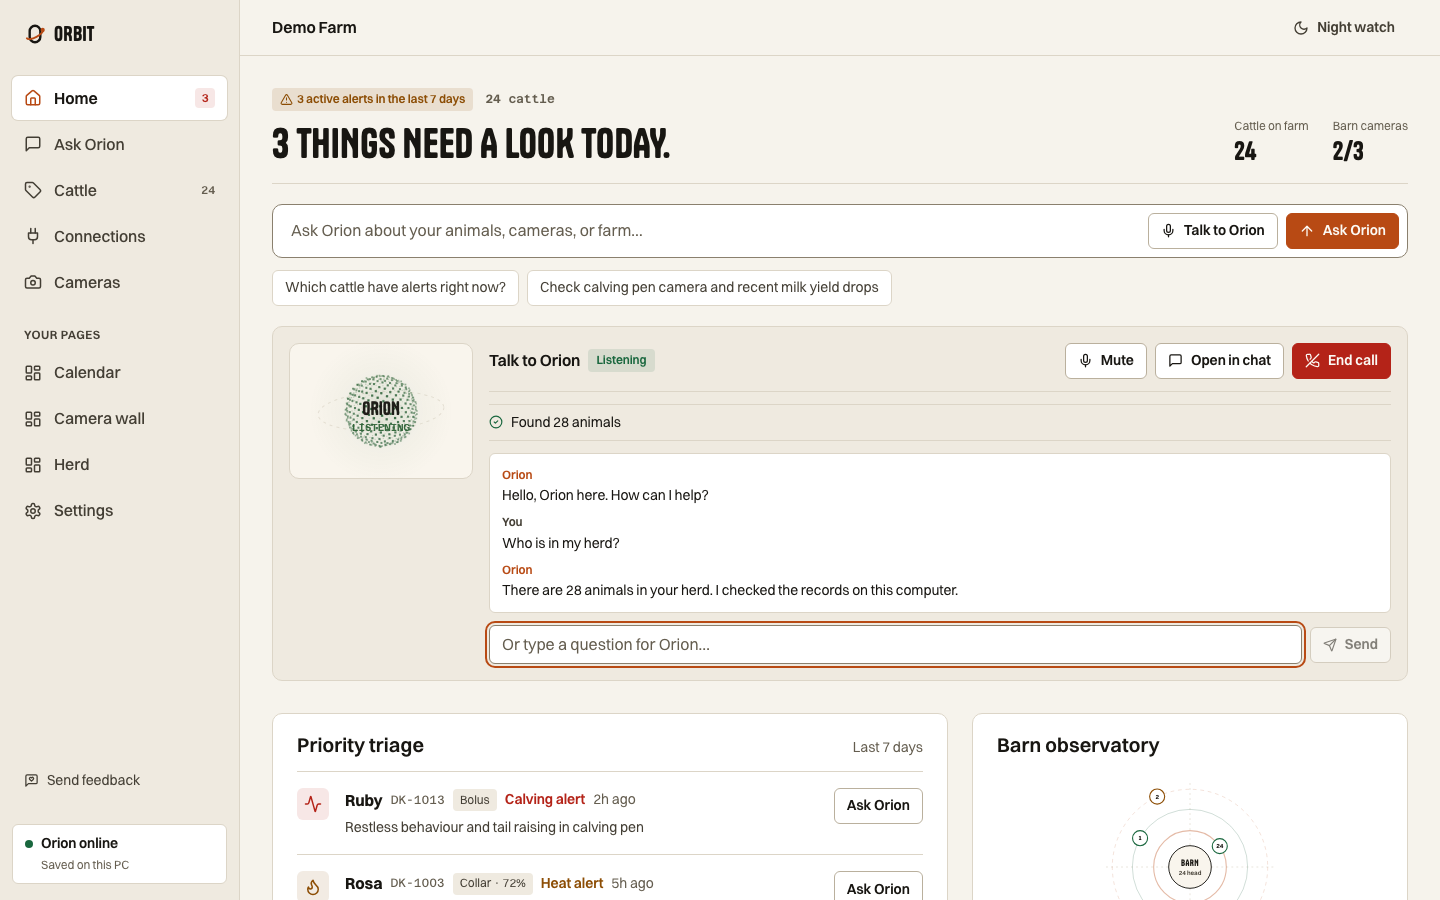 ORBIT
Home 3
Ask Orion
Cattle 24
Connections
Cameras
YOUR PAGES
Calendar
Camera wall
Herd
Settings
Send feedback
Orion online
Saved on this PC
Demo Farm
Night watch
3 active alerts in the last 7 days 24 cattle
3 THINGS NEED A LOOK TODAY.
Cattle on farm
24
Barn cameras
2/3
Ask Orion about your animals, cameras, or farm...
Talk to Orion
Ask Orion
Which cattle have alerts right now?
Check calving pen camera and recent milk yield drops
ORION
LISTENING
Talk to Orion Listening
Mute
Open in chat
End call
Found 28 animals
Orion
Hello, Orion here. How can I help?
You
Who is in my herd?
Orion
There are 28 animals in your herd. I checked the records on this computer.
Or type a question for Orion...
Send
Priority triage
Last 7 days
Ruby DK-1013 Bolus Calving alert 2h ago
Restless behaviour and tail raising in calving pen
Ask Orion
Rosa DK-1003 Collar · 72% Heat alert 5h ago
Ask Orion
Barn observatory
2
1
24
BARN
24 head